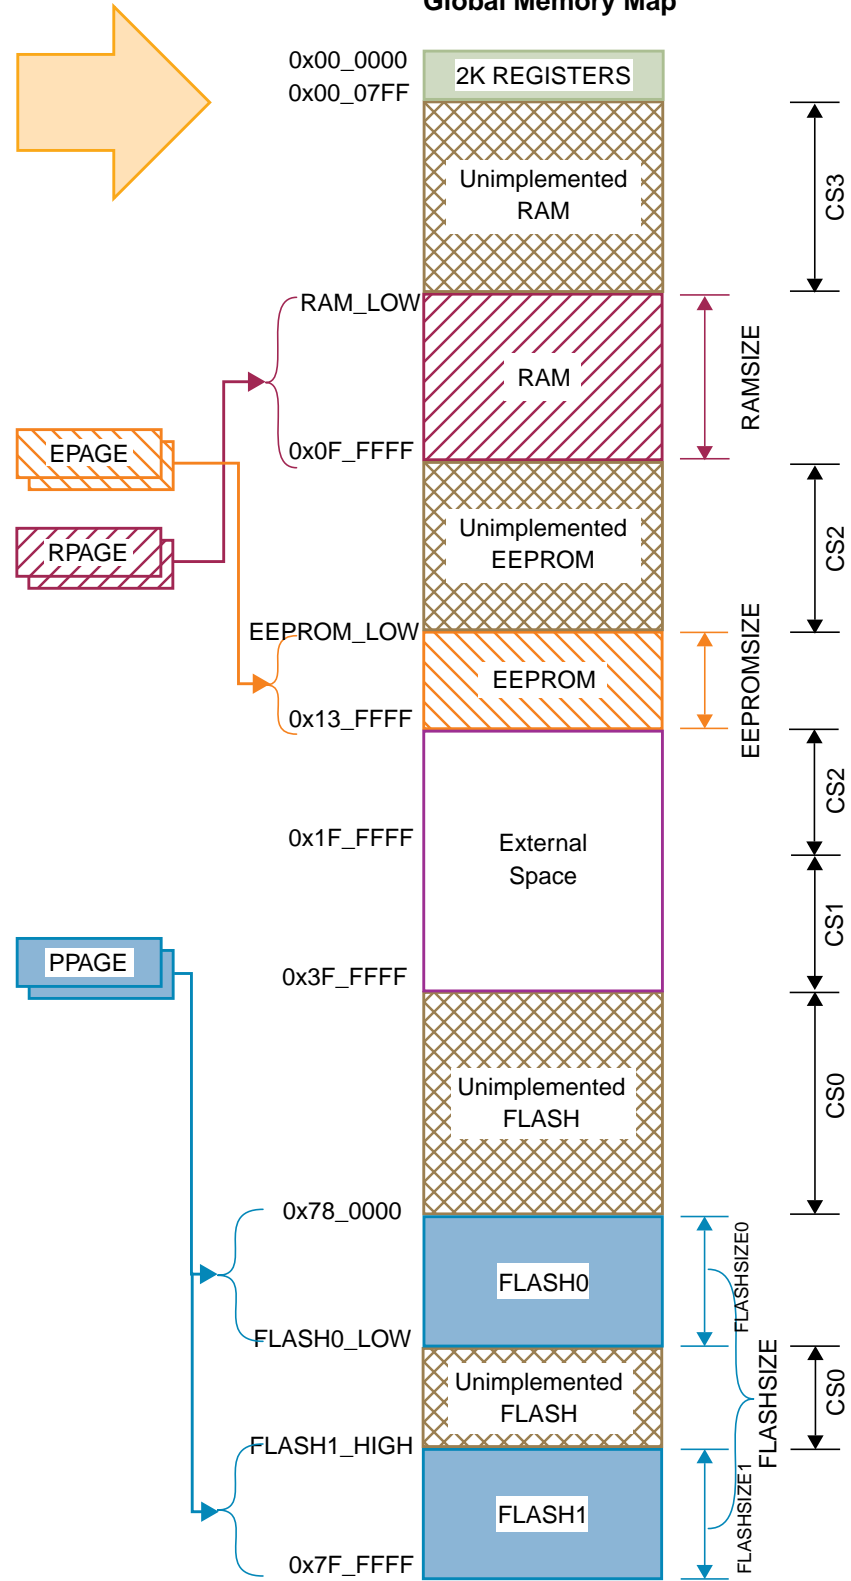 Global Memory Map
0x00_0000
2K REGISTERS
0x00_07FF
Unimplemented
RAM
CS3
RAM_LOW
RAM
RAMSIZE
0x0F_FFFF
EPAGE
RPAGE
Unimplemented
EEPROM
CS2
EEPROM_LOW
EEPROM
EEPROMSIZE
0x13_FFFF
CS2
0x1F_FFFF
External
Space
CS1
PPAGE
0x3F_FFFF
Unimplemented
FLASH
CS0
0x78_0000
FLASH0
FLASHSIZE0
FLASH0_LOW
Unimplemented
FLASH
FLASHSIZE
CS0
FLASH1_HIGH
FLASH1
FLASHSIZE1
0x7F_FFFF